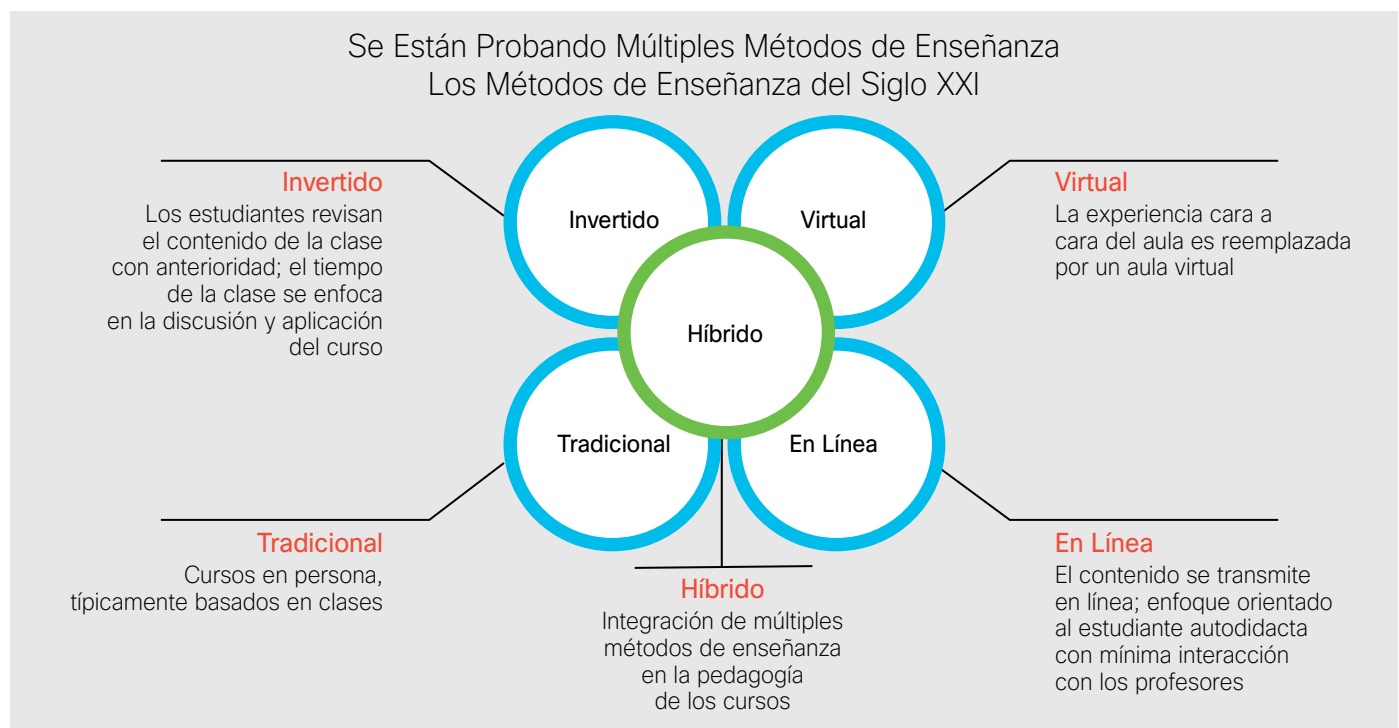 Se Están Probando Múltiples Métodos de Enseñanza
Los Métodos de Enseñanza del Siglo XXI
Invertido
Los estudiantes revisan
el contenido de la clase
con anterioridad; el tiempo
de la clase se enfoca
en la discusión y aplicación
del curso
Invertido
Virtual
Virtual
La experiencia cara a
cara del aula es reemplazada
por un aula virtual
Híbrido
Tradicional
En Línea
Tradicional
Cursos en persona,
típicamente basados en clases
Híbrido
Integración de múltiples
métodos de enseñanza
en la pedagogía
de los cursos
En Línea
El contenido se transmite
en línea; enfoque orientado
al estudiante autodidacta
con mínima interacción
con los profesores